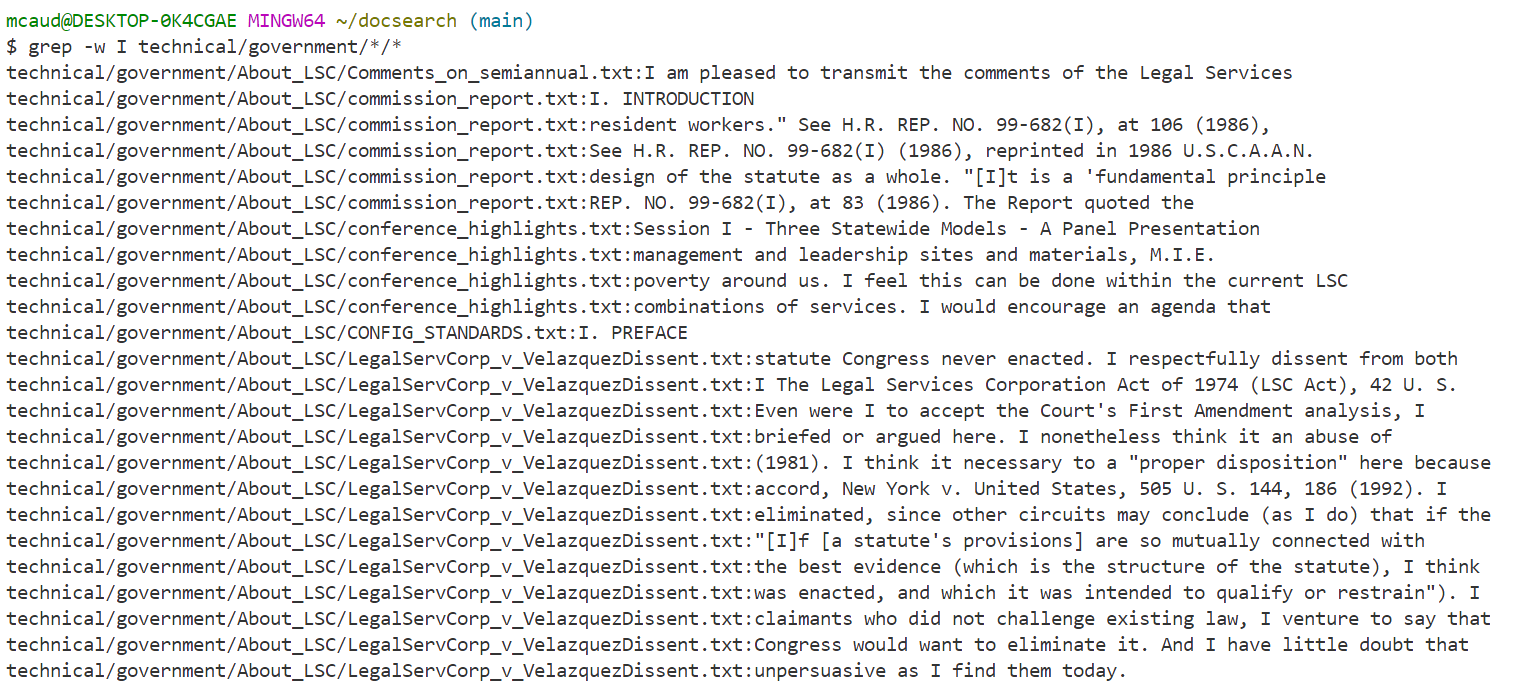 mcaud@DESKTOP-0K4CGAE MINGW64 ~/docsearch (main)
$ grep -w I technical/government/*/*
technical/government/About_LSC/Comments_on_semiannual.txt:I am pleased to transmit the comments of the Legal Services
technical/government/About_LSC/commission_report.txt:I. INTRODUCTION
technical/government/About_LSC/commission_report.txt:resident workers." See H.R. REP. NO. 99-682(I), at 106 (1986),
technical/government/About_LSC/commission_report.txt:See H.R. REP. NO. 99-682(I) (1986), reprinted in 1986 U.S.C.A.A.N.
technical/government/About_LSC/commission_report.txt:design of the statute as a whole. "[I]t is a 'fundamental principle
technical/government/About_LSC/commission_report.txt:REP. NO. 99-682(I), at 83 (1986). The Report quoted the
technical/government/About_LSC/conference_highlights.txt:Session I - Three Statewide Models - A Panel Presentation
technical/government/About_LSC/conference_highlights.txt:management and leadership sites and materials, M.I.E.
technical/government/About_LSC/conference_highlights.txt:poverty around us. I feel this can be done within the current LSC
technical/government/About_LSC/conference_highlights.txt:combinations of services. I would encourage an agenda that
technical/government/About_LSC/CONFIG_STANDARDS.txt:I. PREFACE
technical/government/About_LSC/LegalServCorp_v_VelazquezDissent.txt:statute Congress never enacted. I respectfully dissent from both
technical/government/About_LSC/LegalServCorp_v_VelazquezDissent.txt:I The Legal Services Corporation Act of 1974 (LSC Act), 42 U. S.
technical/government/About_LSC/LegalServCorp_v_VelazquezDissent.txt:Even were I to accept the Court's First Amendment analysis, I
technical/government/About_LSC/LegalServCorp_v_VelazquezDissent.txt:briefed or argued here. I nonetheless think it an abuse of
technical/government/About_LSC/LegalServCorp_v_VelazquezDissent.txt:(1981). I think it necessary to a "proper disposition" here because
technical/government/About_LSC/LegalServCorp_v_VelazquezDissent.txt:accord, New York v. United States, 505 U. S. 144, 186 (1992). I
technical/government/About_LSC/LegalServCorp_v_VelazquezDissent.txt:eliminated, since other circuits may conclude (as I do) that if the
technical/government/About_LSC/LegalServCorp_v_VelazquezDissent.txt:"[I]f [a statute's provisions] are so mutually connected with
technical/government/About_LSC/LegalServCorp_v_VelazquezDissent.txt:the best evidence (which is the structure of the statute), I think
technical/government/About_LSC/LegalServCorp_v_VelazquezDissent.txt:was enacted, and which it was intended to qualify or restrain"). I
technical/government/About_LSC/LegalServCorp_v_VelazquezDissent.txt:claimants who did not challenge existing law, I venture to say that
technical/government/About_LSC/LegalServCorp_v_VelazquezDissent.txt:Congress would want to eliminate it. And I have little doubt that
technical/government/About_LSC/LegalServCorp_v_VelazquezDissent.txt:unpersuasive as I find them today.